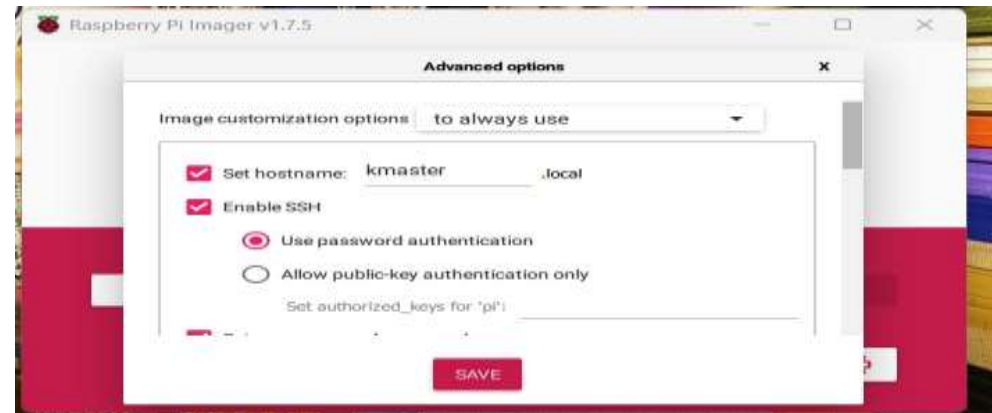 Raspberry Pi Imager v1.7.5
Advanced options x
Image customization options to always use
Set hostname: kmaster .local
Enable SSH
Use password authentication
Allow public-key authentication only
Set authorized_keys for 'pi':
SAVE